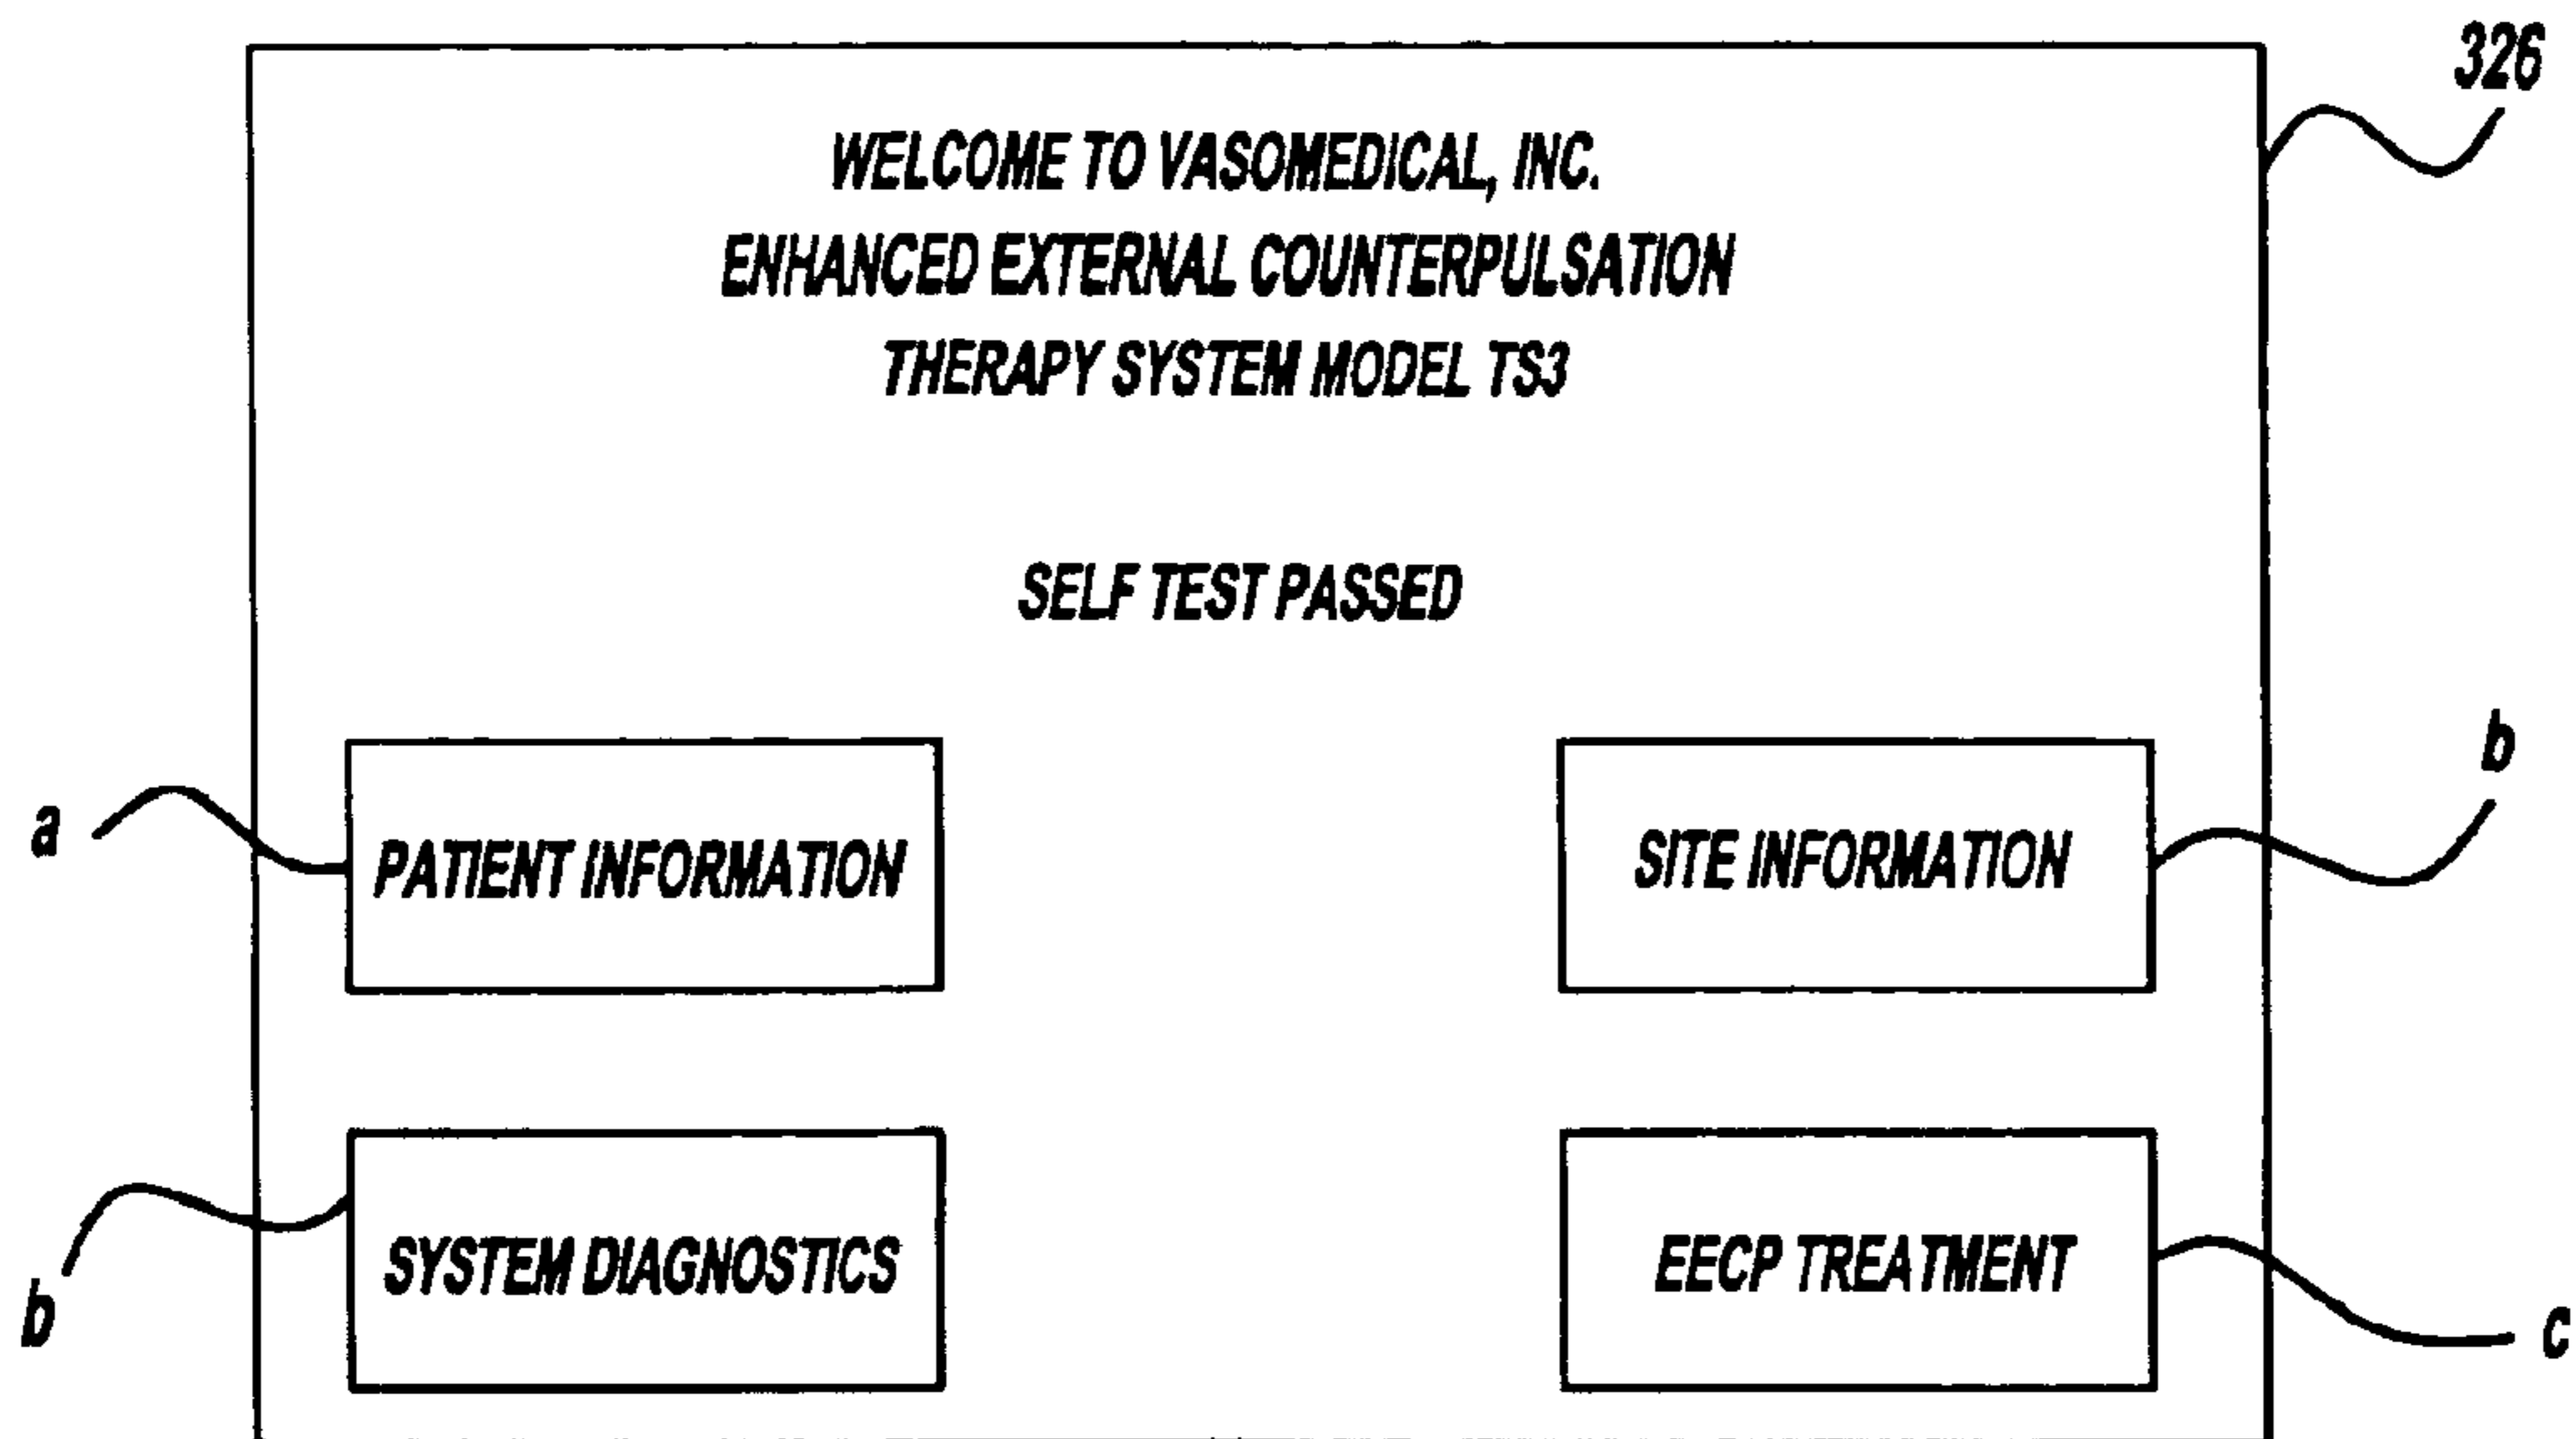 326
WELCOME TO VASOMEDICAL, INC.
ENHANCED EXTERNAL COUNTERPULSATION
THERAPY SYSTEM MODEL TS3
SELF TEST PASSED
a
PATIENT INFORMATION
SITE INFORMATION
b
b
SYSTEM DIAGNOSTICS
EECP TREATMENT
c